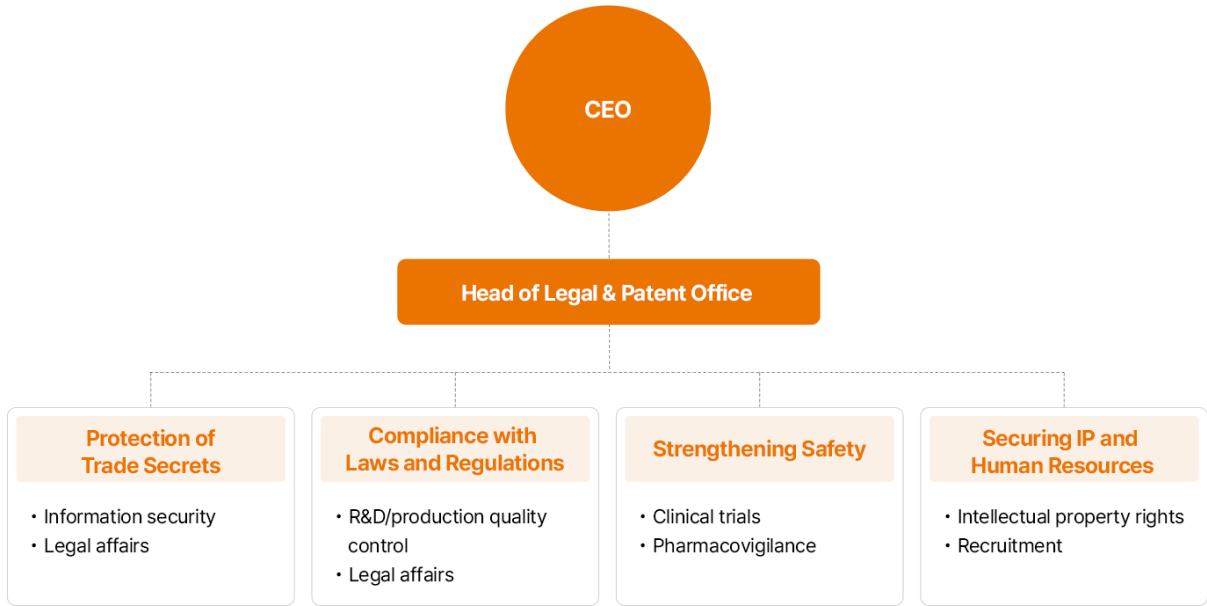 CEO
Head of Legal & Patent Office
Protection of
Trade Secrets
• Information security
• Legal affairs
Compliance with
Laws and Regulations
• R&D/production quality
control
• Legal affairs
Strengthening Safety
• Clinical trials
• Pharmacovigilance
Securing IP and
Human Resources
• Intellectual property rights
• Recruitment